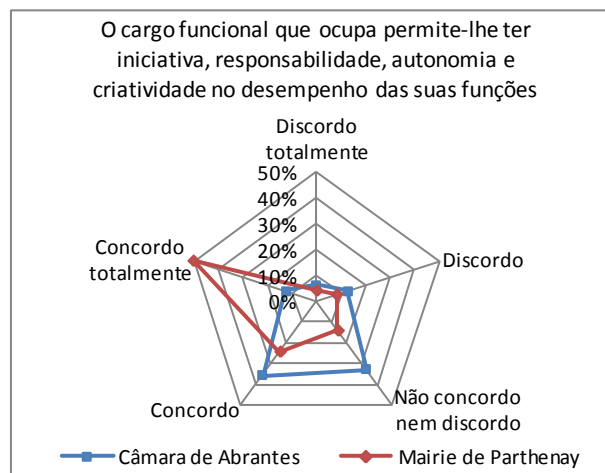 O cargo funcional que ocupa permite-lhe ter
iniciativa, responsabilidade, autonomia e
criatividade no desempenho das suas funções
Discordo
totalmente
50%
40%
30%
20%
10%
0%
Discordo
Não concordo
nem discordo
Concordo
Concordo
totalmente
Câmara de Abrantes
Mairie de Parthenay